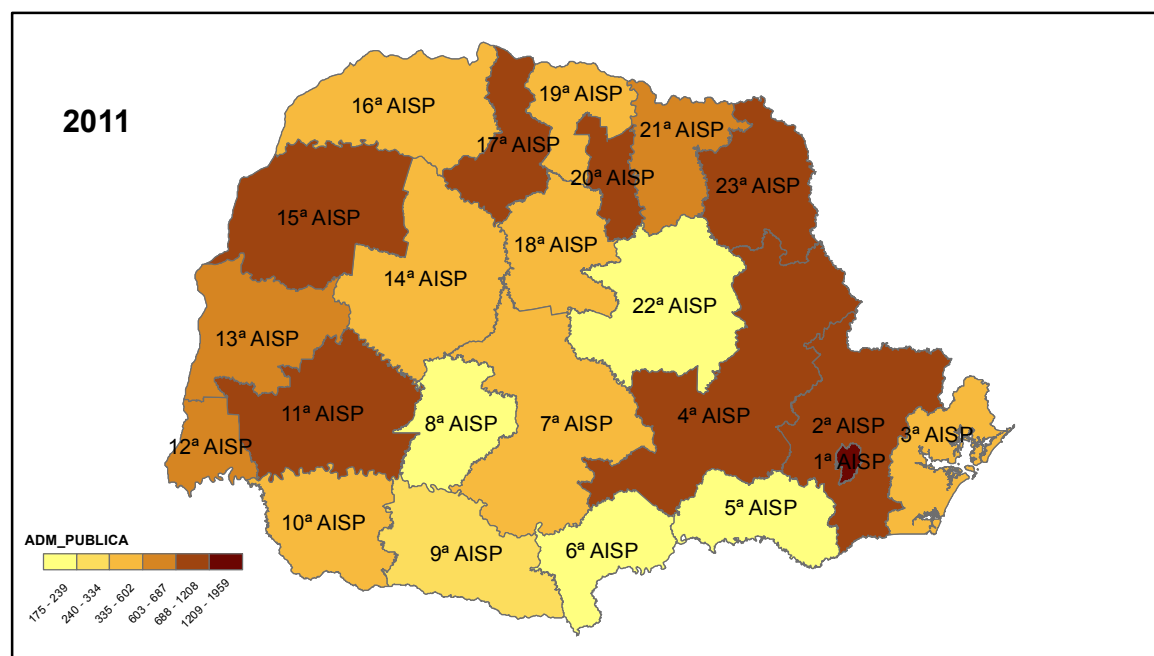 2011
16ª AISP
19ª AISP
21ª AISP
17ª AISP
20ª AISP
23ª AISP
15ª AISP
18ª AISP
14ª AISP
22ª AISP
13ª AISP
11ª AISP
8ª AISP
7ª AISP
4ª AISP
2ª AISP
3ª AISP
12ª AISP
1ª AISP
5ª AISP
10ª AISP
9ª AISP
6ª AISP
ADM_PUBLICA
175 - 239
240 - 334
335 - 602
603 - 687
688 - 1208
1209 - 1959